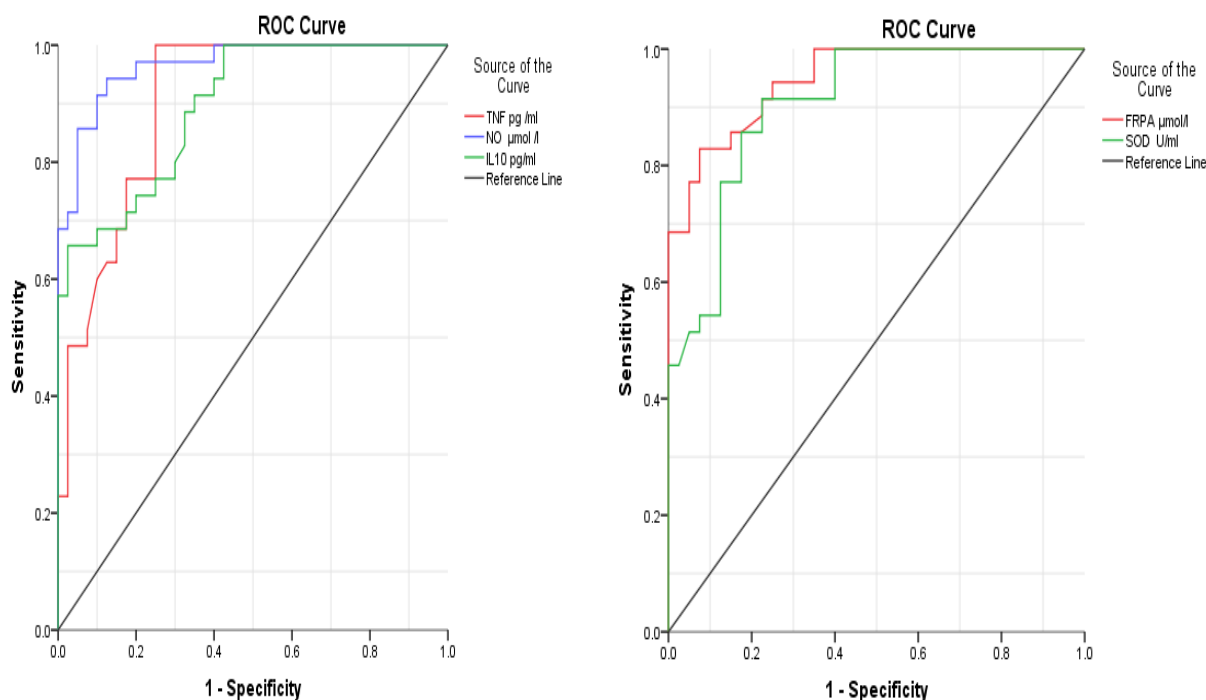 ROC Curve
Source of the
Curve
TNF pg /ml
NO µmol /l
IL10 pg/ml
Reference Line
Sensitivity
1.0
0.8
0.6
0.4
0.2
0.0
0.0 0.2 0.4 0.6 0.8 1.0
1 - Specificity
ROC Curve
Source of the
Curve
FRPA µmol/l
SOD U/ml
Reference Line
Sensitivity
1.0
0.8
0.6
0.4
0.2
0.0
0.0 0.2 0.4 0.6 0.8 1.0
1 - Specificity